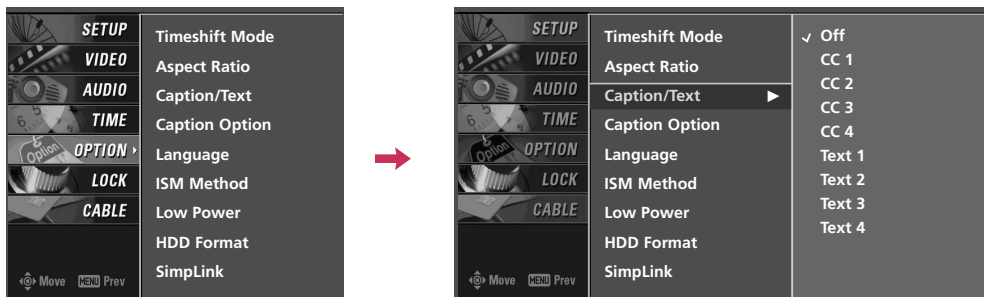 SETUP
VIDEO
AUDIO
TIME
OPTION
LOCK
CABLE
Move MENU Prev
Timeshift Mode
Aspect Ratio
Caption/Text
Caption Option
Language
ISM Method
Low Power
HDD Format
SimpLink
SETUP
VIDEO
AUDIO
TIME
OPTION
LOCK
CABLE
Move MENU Prev
Timeshift Mode
Aspect Ratio
Caption/Text
Caption Option
Language
ISM Method
Low Power
HDD Format
SimpLink
Off
CC 1
CC 2
CC 3
CC 4
Text 1
Text 2
Text 3
Text 4